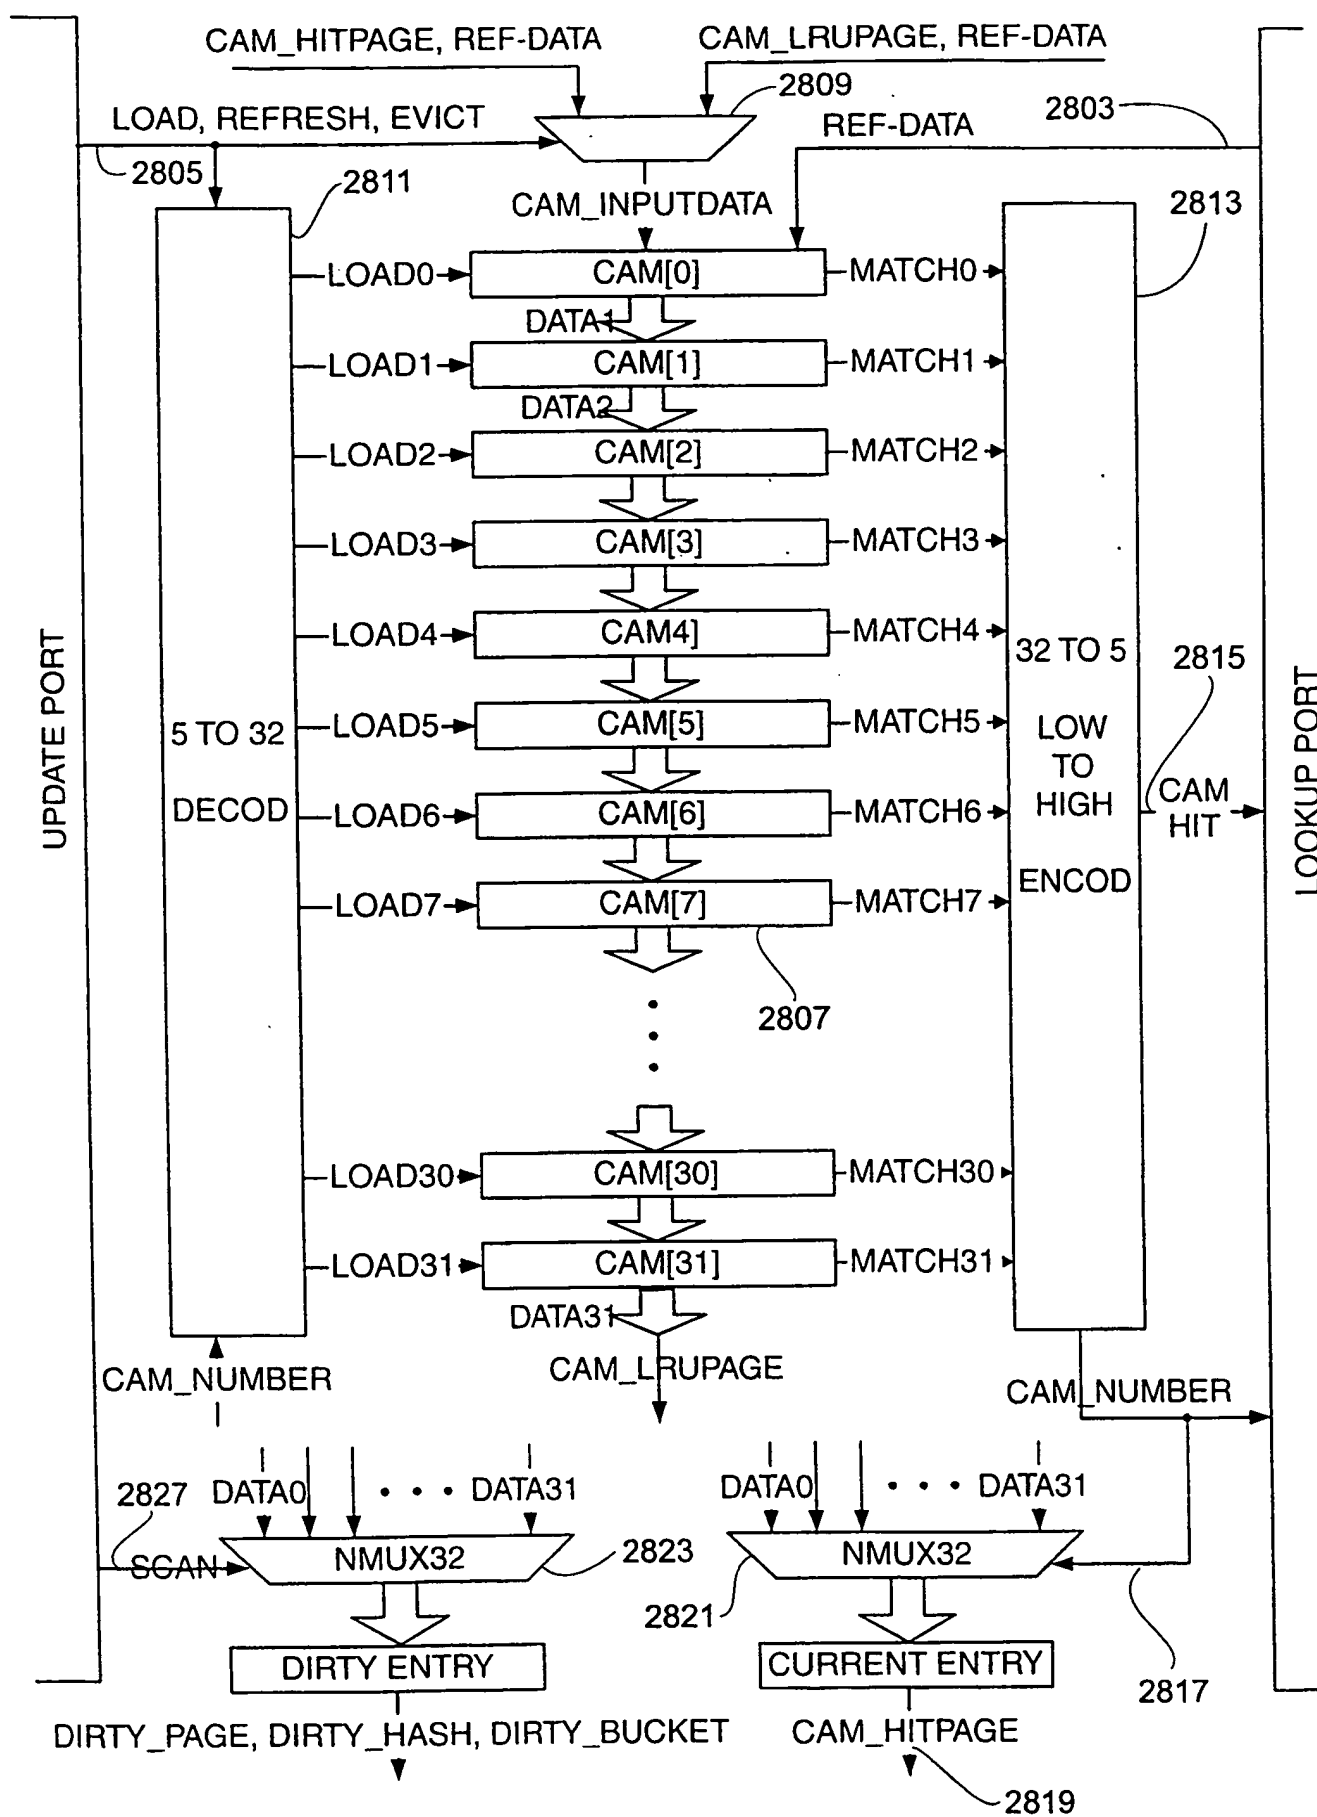 CAM_HITPAGE, REF-DATA
CAM_LRUPAGE, REF-DATA
2809
2803
LOAD, REFRESH, EVICT
REF-DATA
2805
2811
CAM_INPUTDATA
2813
LOAD0
CAM[0]
MATCH0
DATA1
LOAD1
CAM[1]
MATCH1
DATA2
LOAD2
CAM[2]
MATCH2
LOAD3
CAM[3]
MATCH3
LOAD4
CAM4]
MATCH4
32 TO 5
LOW
TO
HIGH
ENCOD
2815
UPDATE PORT
LOOKUP PORT
5 TO 32
DECOD
LOAD5
CAM[5]
MATCH5
LOAD6
CAM[6]
MATCH6
CAM
HIT
LOAD7
CAM[7]
MATCH7
2807
LOAD30
CAM[30]
MATCH30
LOAD31
CAM[31]
MATCH31
DATA31
CAM_LRUPAGE
CAM_NUMBER
CAM_NUMBER
2827
DATA0
DATA31
DATA0
DATA31
SCAN
NMUX32
2823
NMUX32
2821
DIRTY ENTRY
CURRENT ENTRY
2817
DIRTY_PAGE, DIRTY_HASH, DIRTY_BUCKET
CAM_HITPAGE
2819